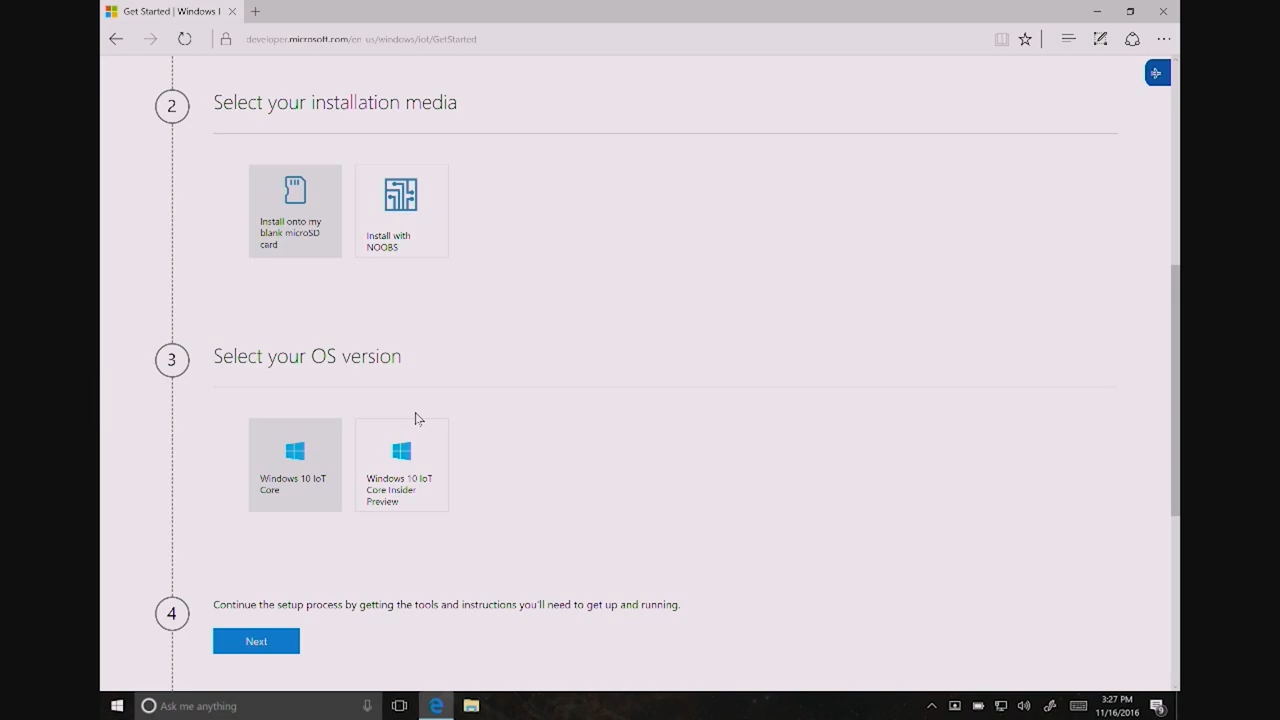 Get Started | Windows I
developer.microsoft.com/en us/windows/iot/GetStarted
2
Select your installation media
Install onto my
blank microSD
card
Install with
NOOBS
3
Select your OS version
Windows 10 IoT
Core
Windows 10 IoT
Core Insider
Preview
4
Continue the setup process by getting the tools and instructions you'll need to get up and running.
Next
Ask me anything
3:27 PM
11/16/2016
9